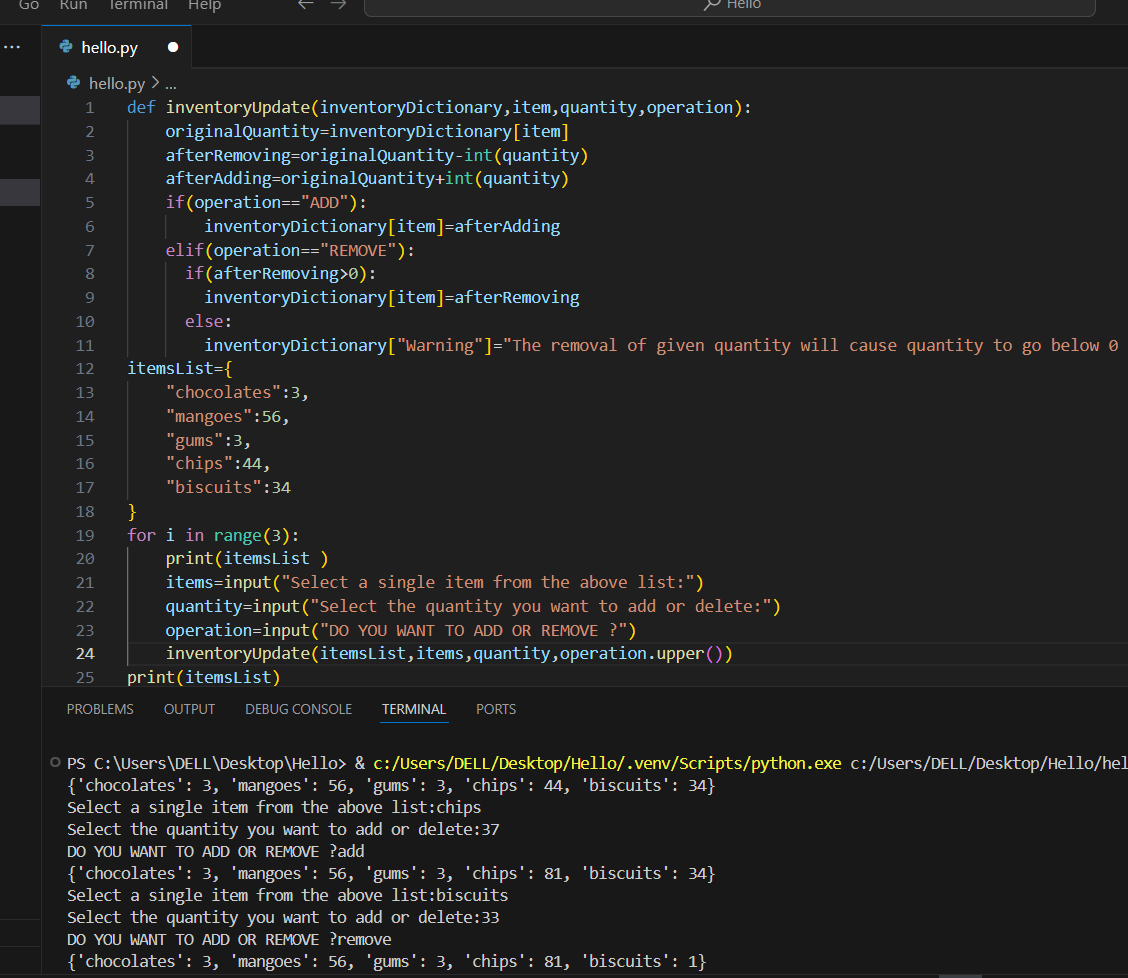 Go Run Terminal Help ← → Hello
... hello.py ●
hello.py > ...
1 def inventoryUpdate(inventoryDictionary,item,quantity,operation):
2     originalQuantity=inventoryDictionary[item]
3     afterRemoving=originalQuantity-int(quantity)
4     afterAdding=originalQuantity+int(quantity)
5     if(operation=="ADD"):
6         inventoryDictionary[item]=afterAdding
7     elif(operation=="REMOVE"):
8       if(afterRemoving>0):
9         inventoryDictionary[item]=afterRemoving
10       else:
11         inventoryDictionary["Warning"]="The removal of given quantity will cause quantity to go below 0
12 itemsList={
13     "chocolates":3,
14     "mangoes":56,
15     "gums":3,
16     "chips":44,
17     "biscuits":34
18 }
19 for i in range(3):
20     print(itemsList )
21     items=input("Select a single item from the above list:")
22     quantity=input("Select the quantity you want to add or delete:")
23     operation=input("DO YOU WANT TO ADD OR REMOVE ?")
24     inventoryUpdate(itemsList,items,quantity,operation.upper())
25 print(itemsList)
PROBLEMS OUTPUT DEBUG CONSOLE TERMINAL PORTS
PS C:\Users\DELL\Desktop\Hello> & c:/Users/DELL/Desktop/Hello/.venv/Scripts/python.exe c:/Users/DELL/Desktop/Hello/hel
{'chocolates': 3, 'mangoes': 56, 'gums': 3, 'chips': 44, 'biscuits': 34}
Select a single item from the above list:chips
Select the quantity you want to add or delete:37
DO YOU WANT TO ADD OR REMOVE ?add
{'chocolates': 3, 'mangoes': 56, 'gums': 3, 'chips': 81, 'biscuits': 34}
Select a single item from the above list:biscuits
Select the quantity you want to add or delete:33
DO YOU WANT TO ADD OR REMOVE ?remove
{'chocolates': 3, 'mangoes': 56, 'gums': 3, 'chips': 81, 'biscuits': 1}